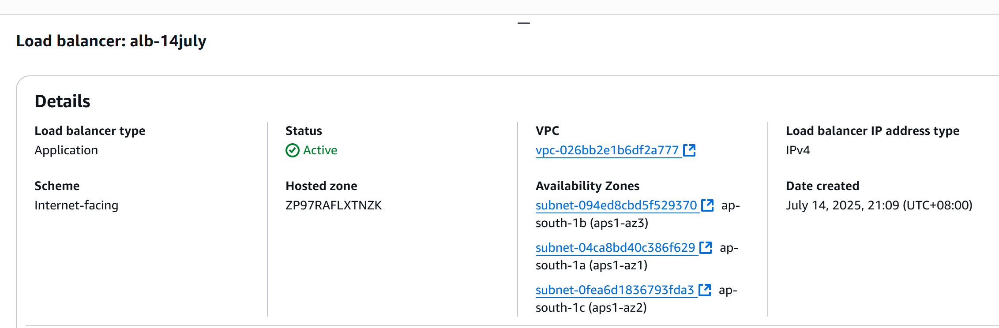 Load balancer: alb-14july
Details
Load balancer type
Application
Scheme
Internet-facing
Status
Active
Hosted zone
ZP97RAFLXTNZK
VPC
vpc-026bb2e1b6df2a777
Availability Zones
subnet-094ed8cbd5f529370 ap-
south-1b (aps1-az3)
subnet-04ca8bd40c386f629 ap-
south-1a (aps1-az1)
subnet-0fea6d1836793fda3 ap-
south-1c (aps1-az2)
Load balancer IP address type
IPv4
Date created
July 14, 2025, 21:09 (UTC+08:00)